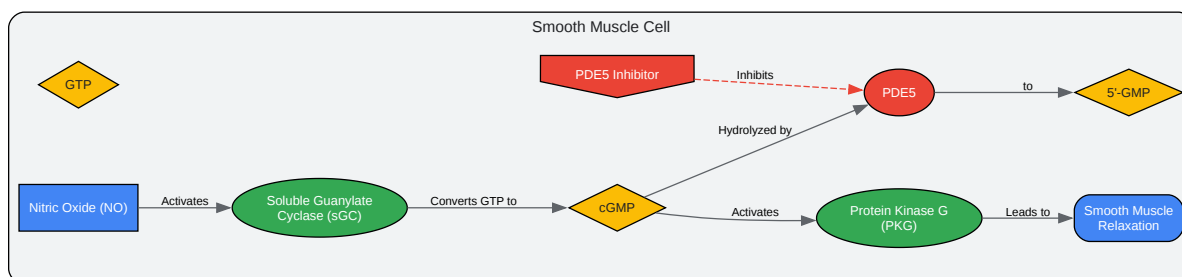 Smooth Muscle Cell
GTP
PDE5 Inhibitor
Inhibits
PDE5
to
5'-GMP
Hydrolyzed by
Nitric Oxide (NO)
Activates
Soluble Guanylate
Cyclase (sGC)
Converts GTP to
cGMP
Activates
Protein Kinase G
(PKG)
Leads to
Smooth Muscle
Relaxation